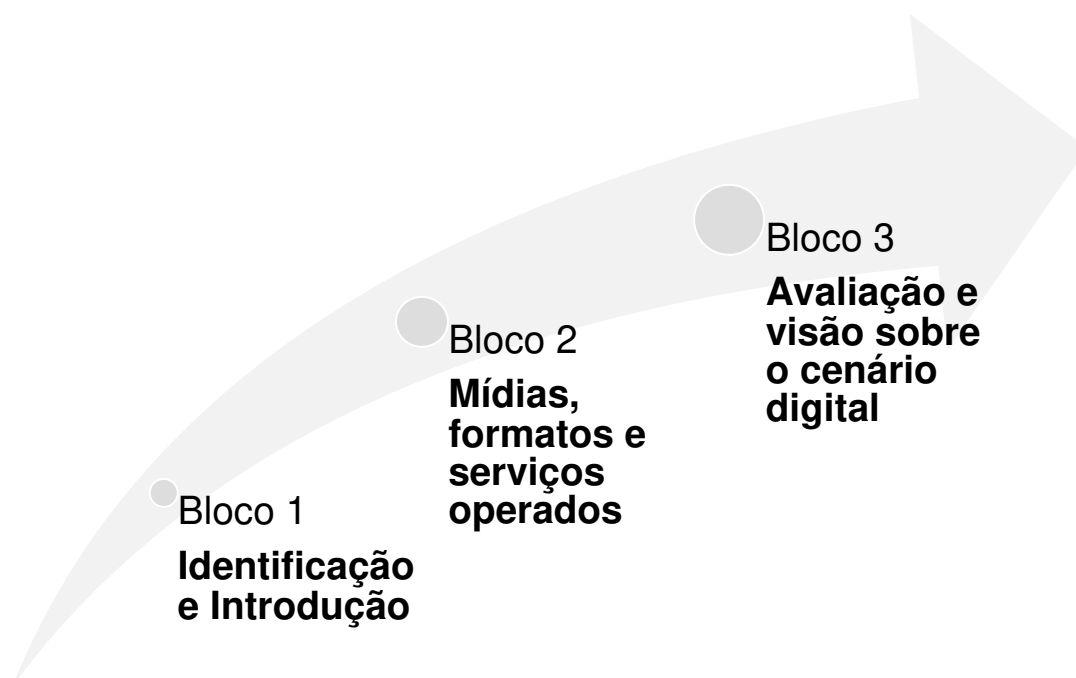 Bloco 1
Identificação
e Introdução
Bloco 2
Mídias,
formatos e
serviços
operados
Bloco 3
Avaliação e
visão sobre
o cenário
digital